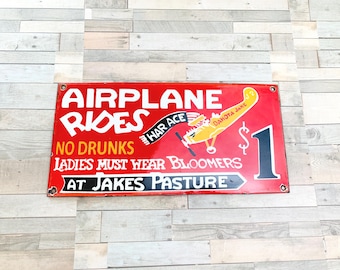 AIRPLANE
RIDES
WAR ACE
NO DRUNKS
LADIES MUST WEAR BLOOMERS
1
AT JAKES PASTURE